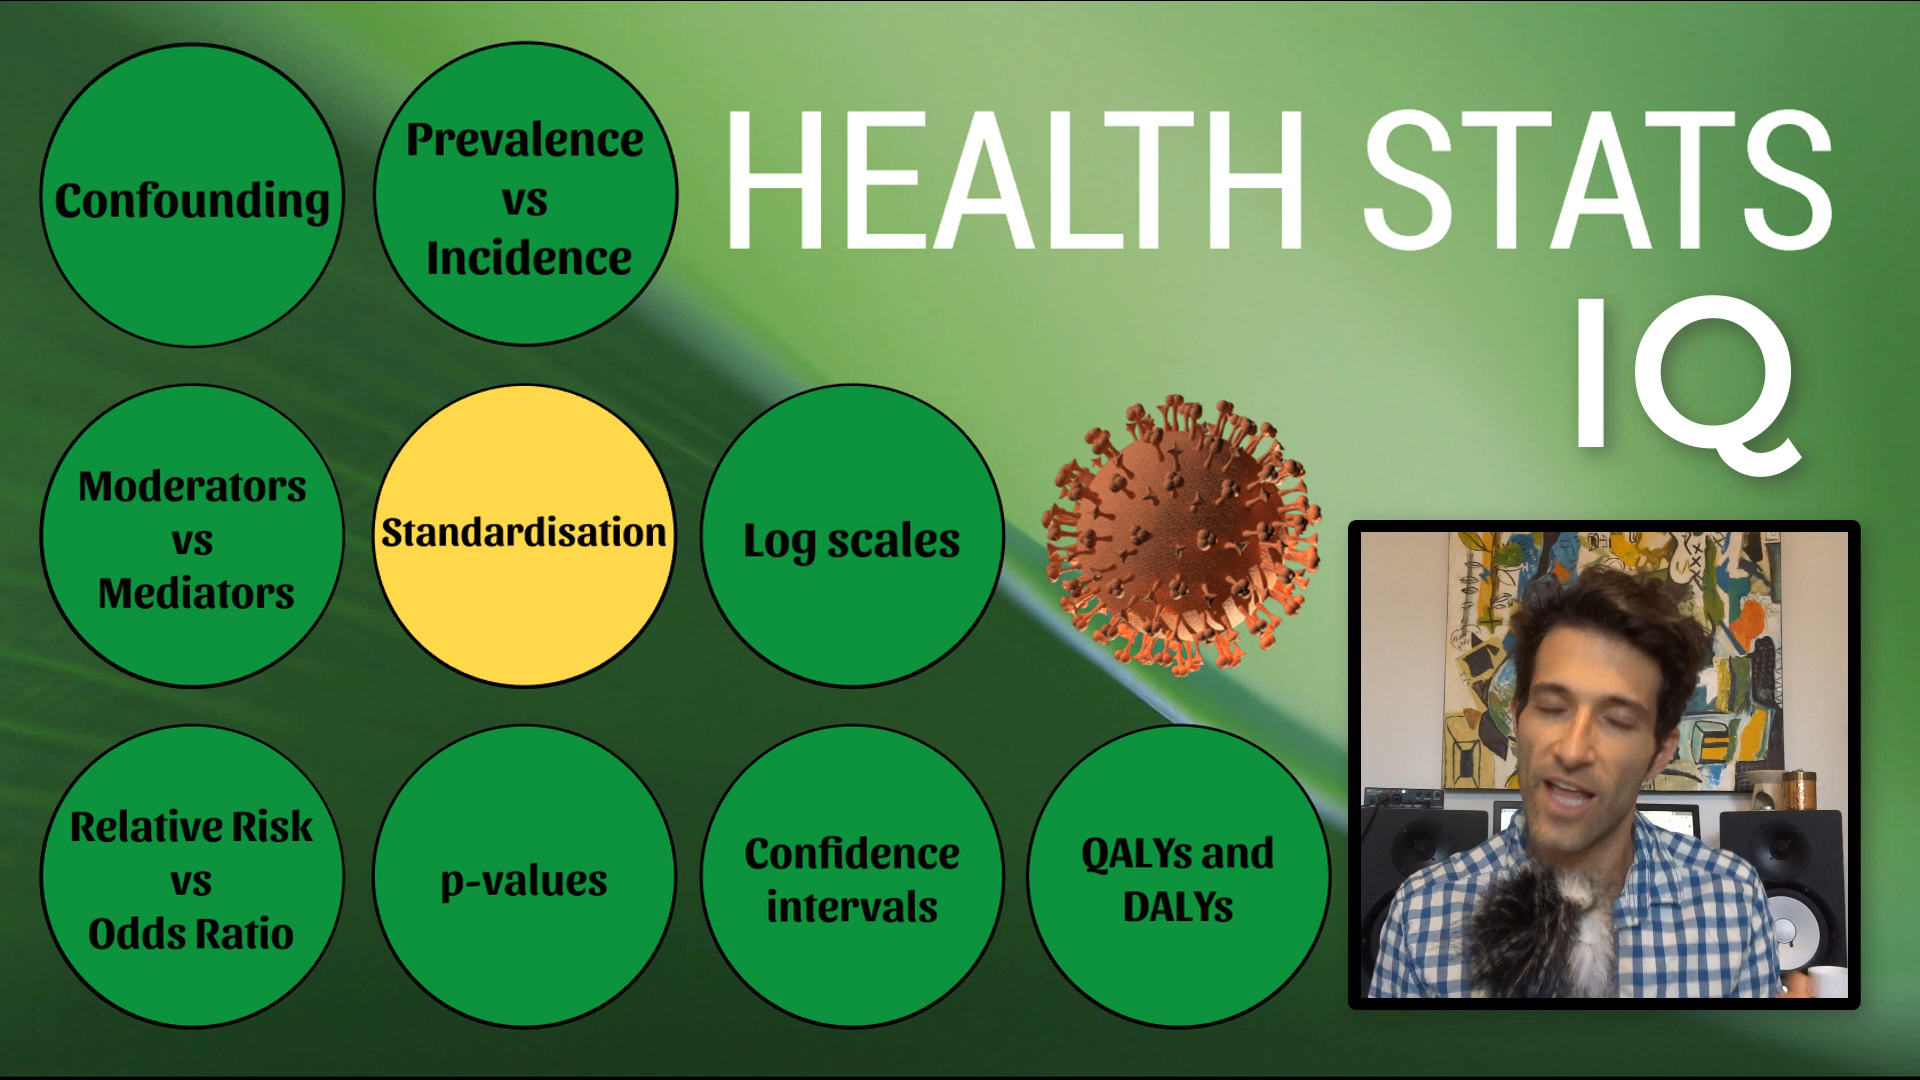 HEALTH STATS
IQ
Confounding
Prevalence
vs
Incidence
Moderators
vs
Mediators
Standardisation
Log scales
Relative Risk
vs
Odds Ratio
p-values
Confidence
intervals
QALYs and
DALYs